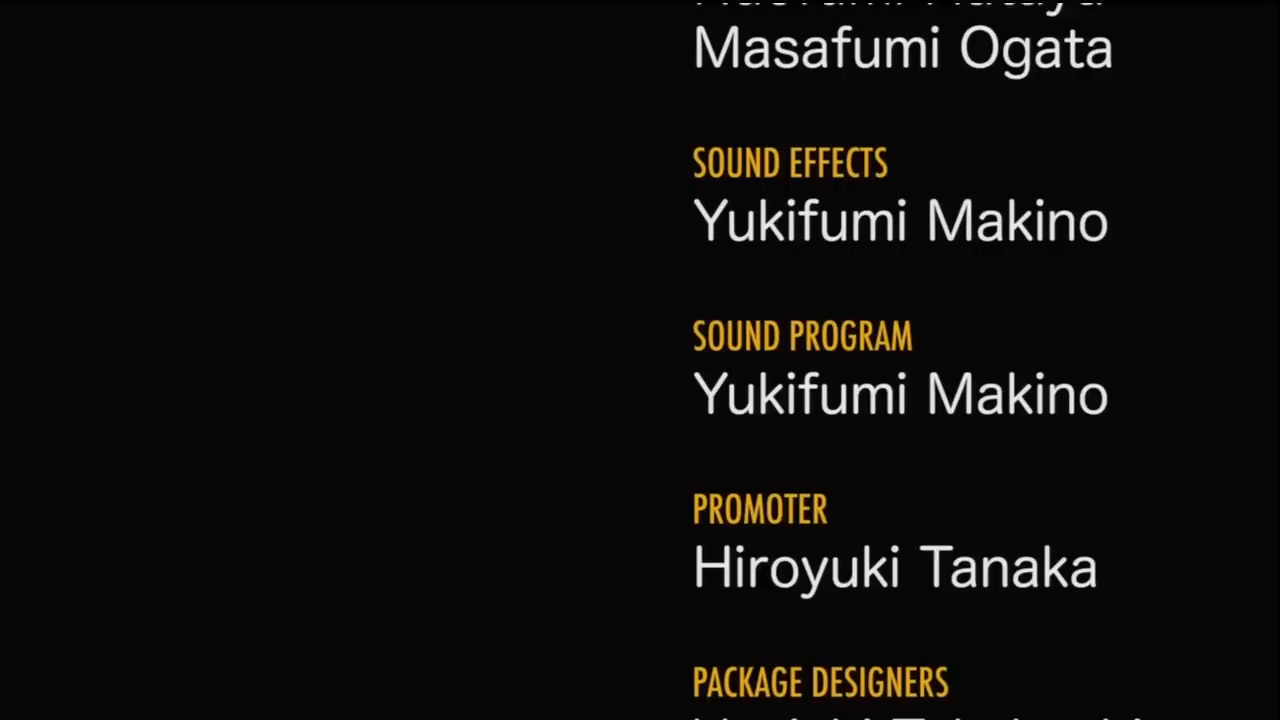 Masafumi Ogata
SOUND EFFECTS
Yukifumi Makino
SOUND PROGRAM
Yukifumi Makino
PROMOTER
Hiroyuki Tanaka
PACKAGE DESIGNERS